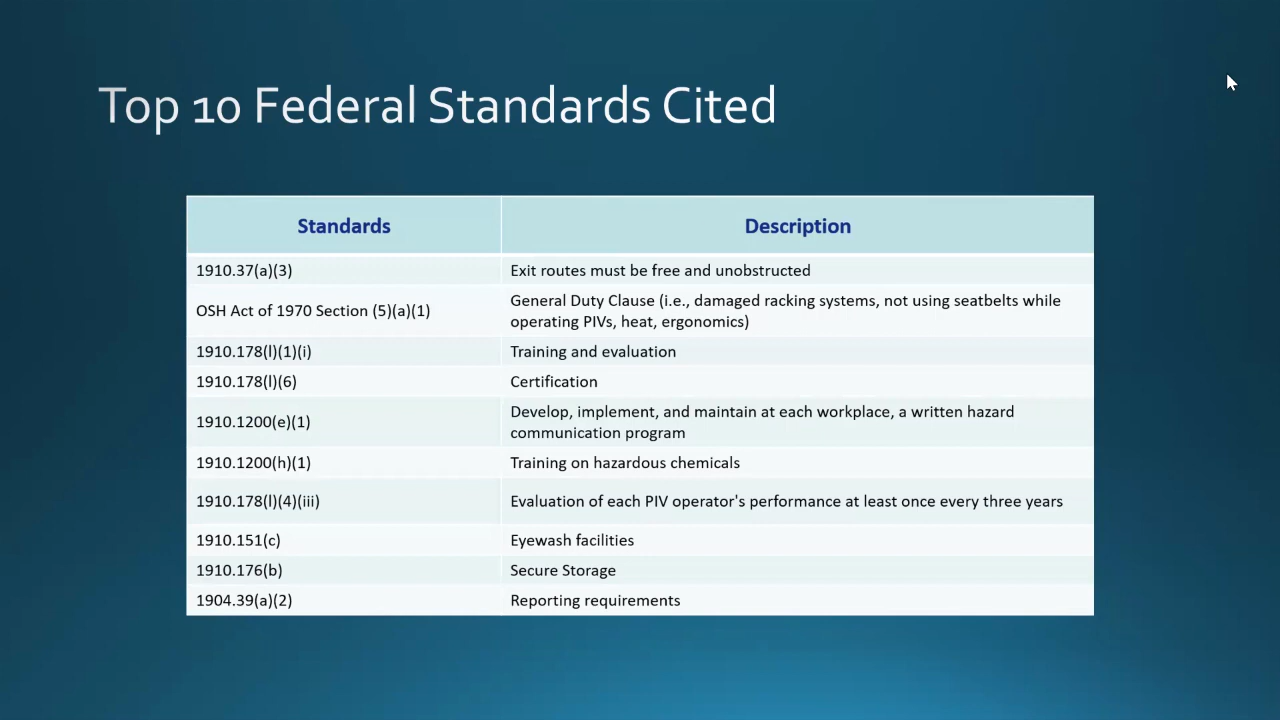 Top 10 Federal Standards Cited
Standards
Description
1910.37(a)(3)
Exit routes must be free and unobstructed
OSH Act of 1970 Section (5)(a)(1)
General Duty Clause (i.e., damaged racking systems, not using seatbelts while
operating PIVs, heat, ergonomics)
1910.178(l)(1)(i)
Training and evaluation
1910.178(l)(6)
Certification
1910.1200(e)(1)
Develop, implement, and maintain at each workplace, a written hazard
communication program
1910.1200(h)(1)
Training on hazardous chemicals
1910.178(l)(4)(iii)
Evaluation of each PIV operator's performance at least once every three years
1910.151(c)
Eyewash facilities
1910.176(b)
Secure Storage
1904.39(a)(2)
Reporting requirements